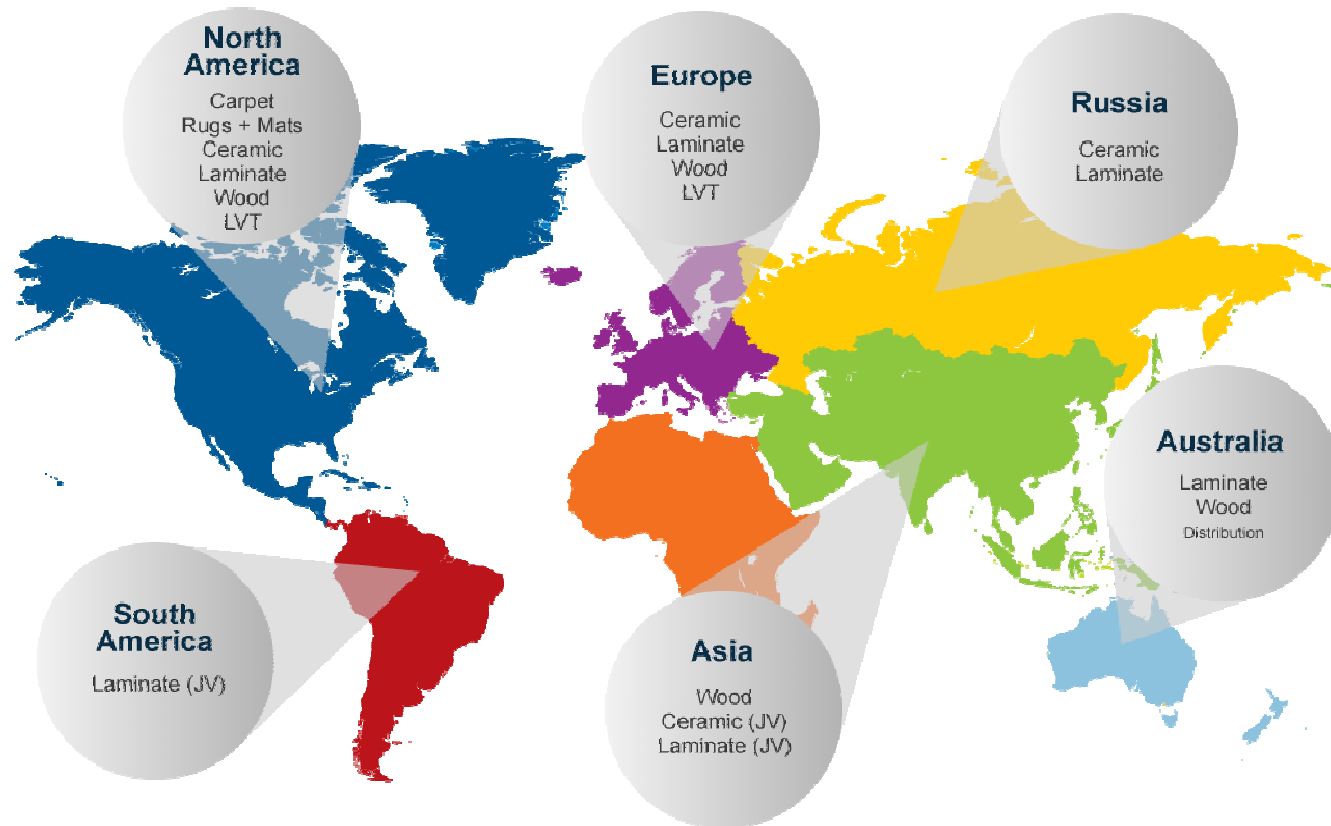 North
America
Carpet
Rugs + Mats
Ceramic
Laminate
Wood
LVT
Europe
Ceramic
Laminate
Wood
LVT
Russia
Ceramic
Laminate
Australia
Laminate
Wood
Distribution
South
America
Laminate (JV)
Asia
Wood
Ceramic (JV)
Laminate (JV)